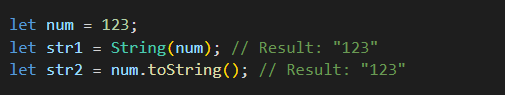 let num = 123;
let str1 = String(num); // Result: "123"
let str2 = num.toString(); // Result: "123"